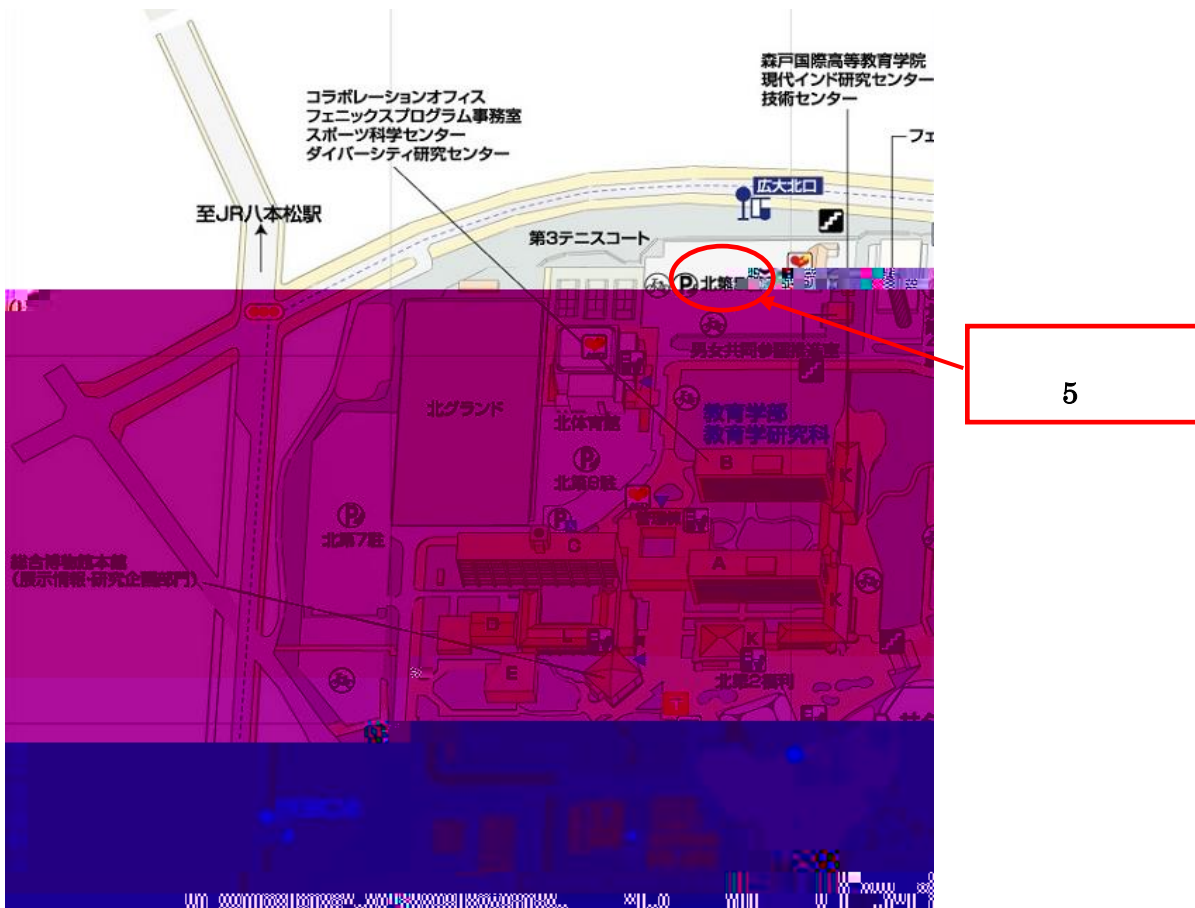 森戸国際高等教育学院
現代インド研究センター
技術センター
コラボレーションオフィス
フェニックスプログラム事務室
スポーツ科学センター
ダイバーシティ研究センター
フェ
広大北口
至JR八本松駅
第3テニスコート
P 北第
5
男女共同参画推進室
教育学部
教育学研究科
北グランド
北体育館
B
K
P
北第8駐
P
管理棟
P
北第7駐
C
A
総合博物館本館
(展示情報・研究企画部門)
K
D
L
K
E
北第2福利
T